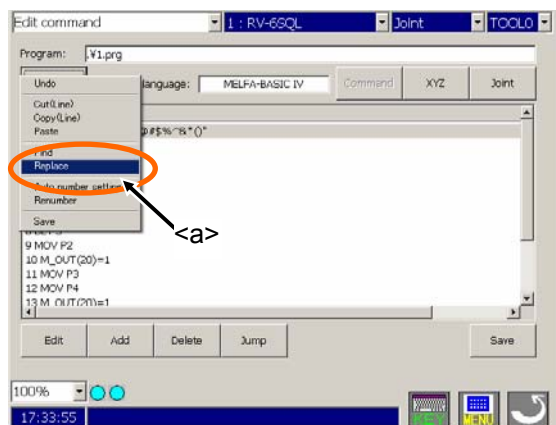 Edit command 1 : RV-6SQL Joint TOOL0
Program: .¥1.prg
language: MELFA-BASIC IV Command XYZ Joint
Undo
Cut(Line)
Copy(Line)
Paste
Find
Replace
Auto number setting
Renumber
Save
<a>
9 MOV P2
10 M_OUT(20)=1
11 MOV P3
12 MOV P4
13 M_OUT(20)=1
Edit Add Delete Jump Save
100%
17:33:55 KEY MENU